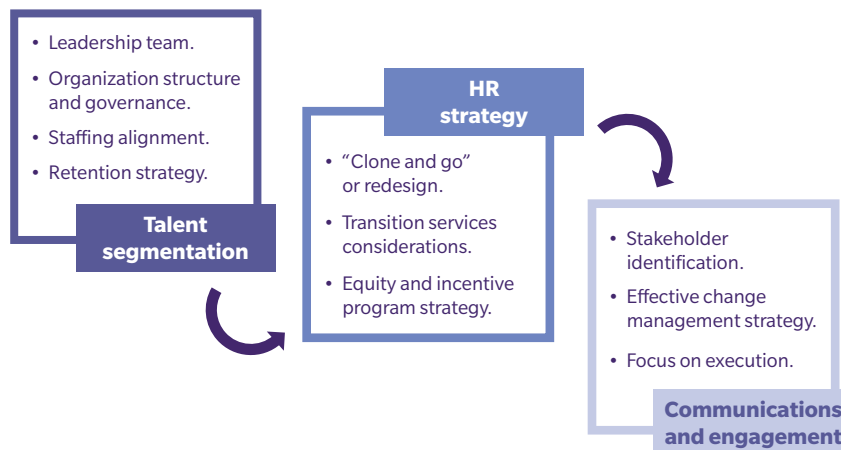 • Leadership team.
• Organization structure
and governance.
• Staffing alignment.
• Retention strategy.
Talent
segmentation
HR
strategy
• “Clone and go”
or redesign.
• Transition services
considerations.
• Equity and incentive
program strategy.
• Stakeholder
identification.
• Effective change
management strategy.
• Focus on execution.
Communications
and engagement